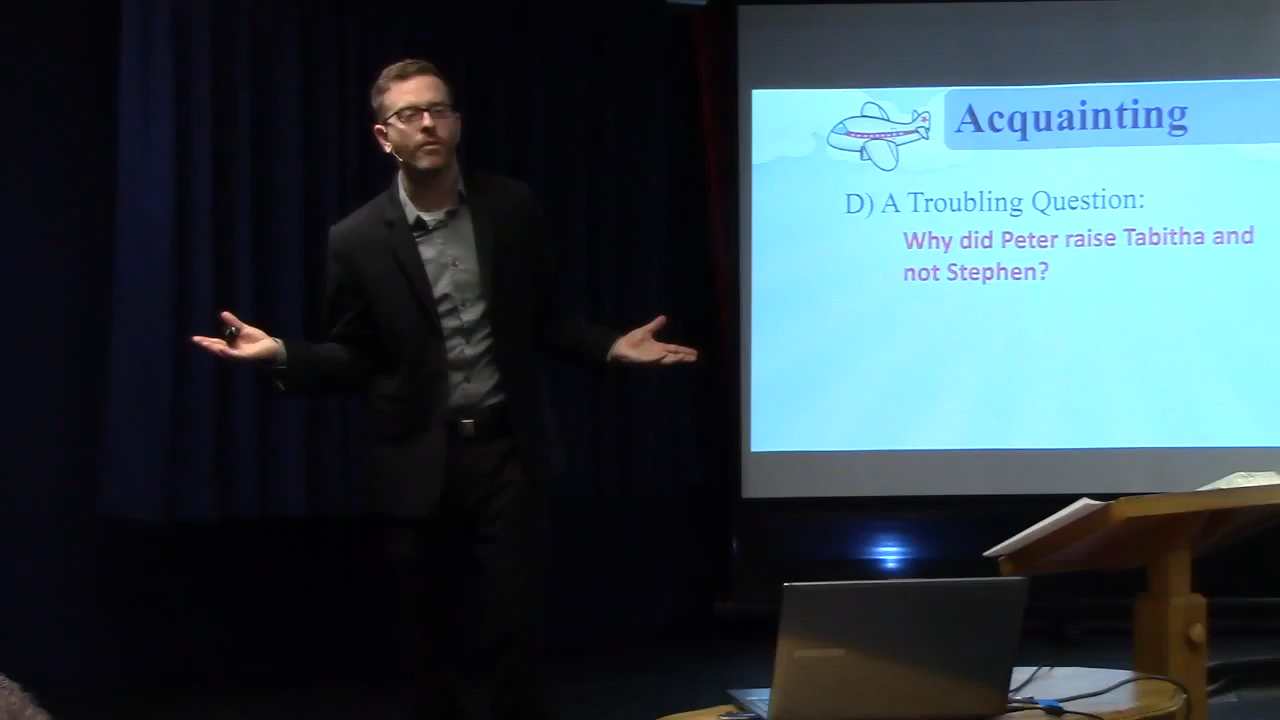 Acquainting
D) A Troubling Question:
Why did Peter raise Tabitha and
not Stephen?